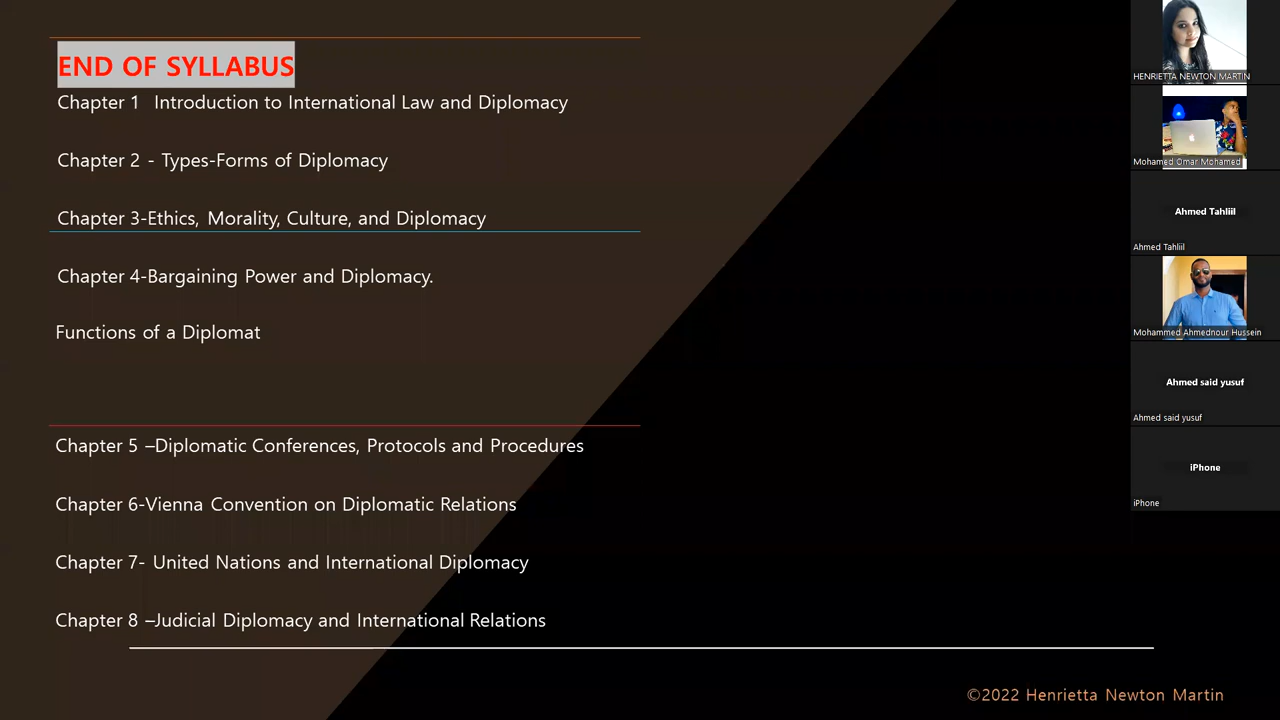 END OF SYLLABUS
Chapter 1 Introduction to International Law and Diplomacy
Chapter 2 - Types-Forms of Diplomacy
Chapter 3-Ethics, Morality, Culture, and Diplomacy
Chapter 4-Bargaining Power and Diplomacy.
Functions of a Diplomat
Chapter 5 –Diplomatic Conferences, Protocols and Procedures
Chapter 6-Vienna Convention on Diplomatic Relations
Chapter 7- United Nations and International Diplomacy
Chapter 8 –Judicial Diplomacy and International Relations
©2022 Henrietta Newton Martin
HENRIETTA NEWTON MARTIN
Mohamed Omar Mohamed
Ahmed Tahliil
Ahmed Tahliil
Mohammed Ahmednour Hussein
Ahmed said yusuf
Ahmed said yusuf
iPhone
iPhone